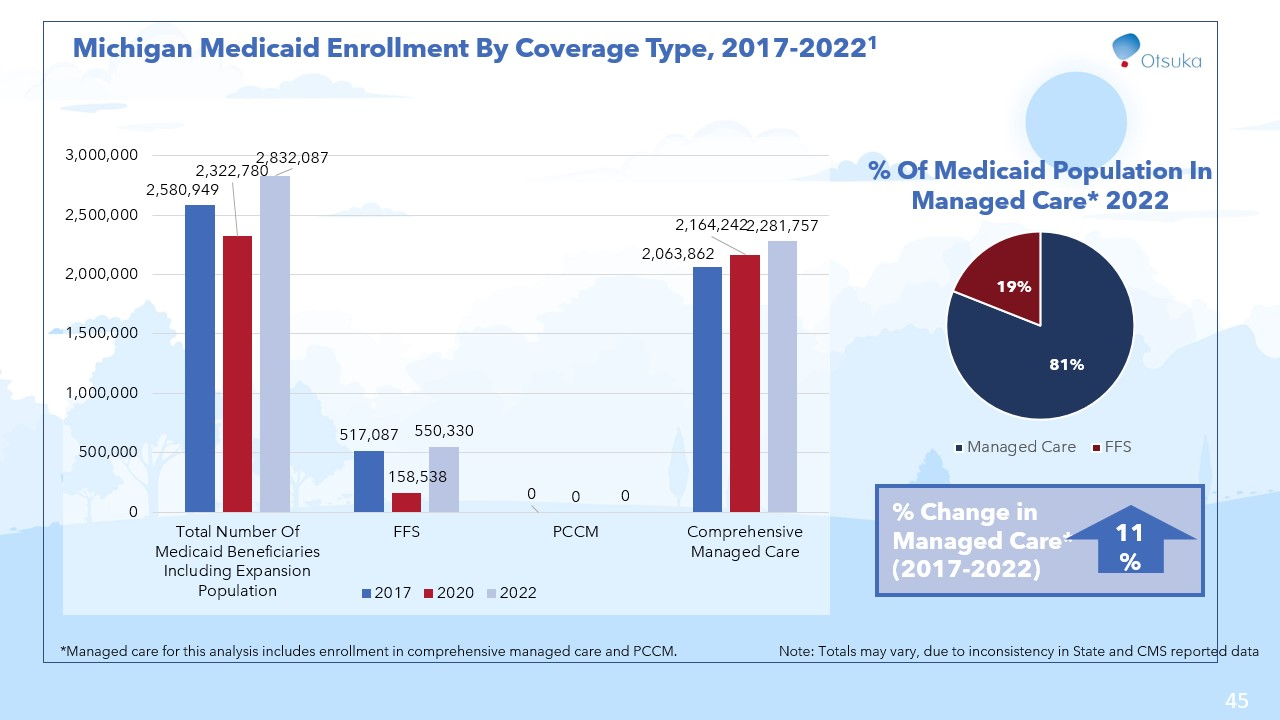 Michigan Medicaid Enrollment By Coverage Type, 2017-2022¹
Otsuka
3,000,000
2,500,000
2,000,000
1,500,000
1,000,000
500,000
0
2,580,949
2,322,780
2,832,087
517,087
158,538
550,330
0
0
0
2,063,862
2,164,242
2,281,757
Total Number Of
Medicaid Beneficiaries
Including Expansion
Population
FFS
PCCM
Comprehensive
Managed Care
2017
2020
2022
% Of Medicaid Population In
Managed Care* 2022
19%
81%
Managed Care
FFS
% Change in
Managed Care*
(2017-2022)
11
%
*Managed care for this analysis includes enrollment in comprehensive managed care and PCCM.
Note: Totals may vary, due to inconsistency in State and CMS reported data
45